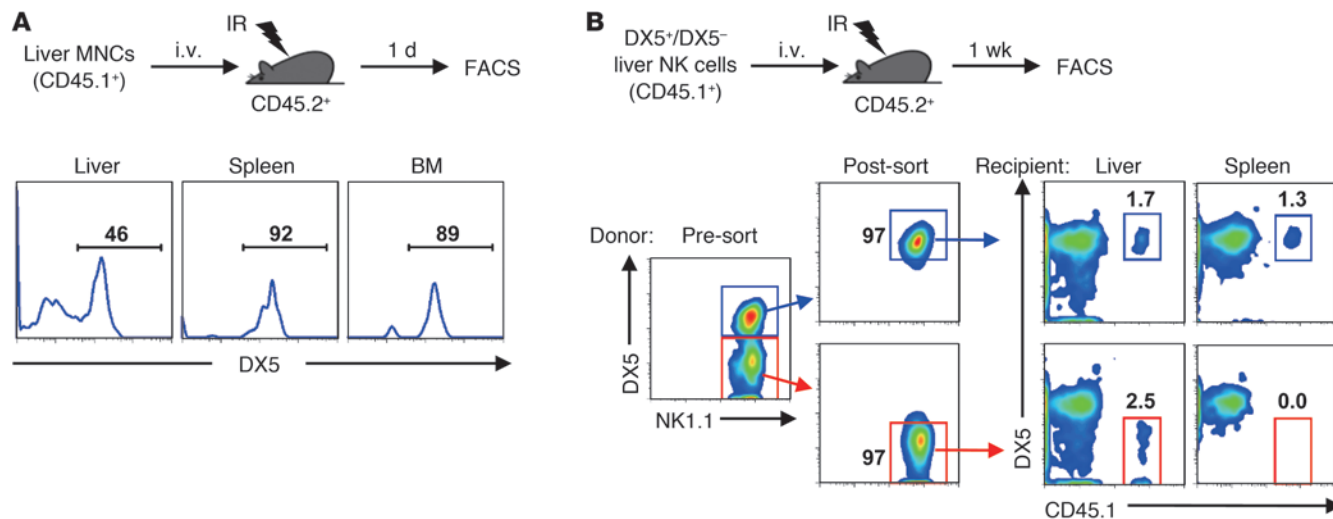 A
Liver MNCs
(CD45.1⁺)
i.v.
IR
CD45.2⁺
1 d
FACS
Liver
Spleen
BM
46
92
89
DX5
B
DX5⁺/DX5⁻
liver NK cells
(CD45.1⁺)
i.v.
IR
CD45.2⁺
1 wk
FACS
Donor:
Pre-sort
DX5
NK1.1
Post-sort
97
97
Recipient:
Liver
Spleen
1.7
1.3
2.5
0.0
DX5
CD45.1